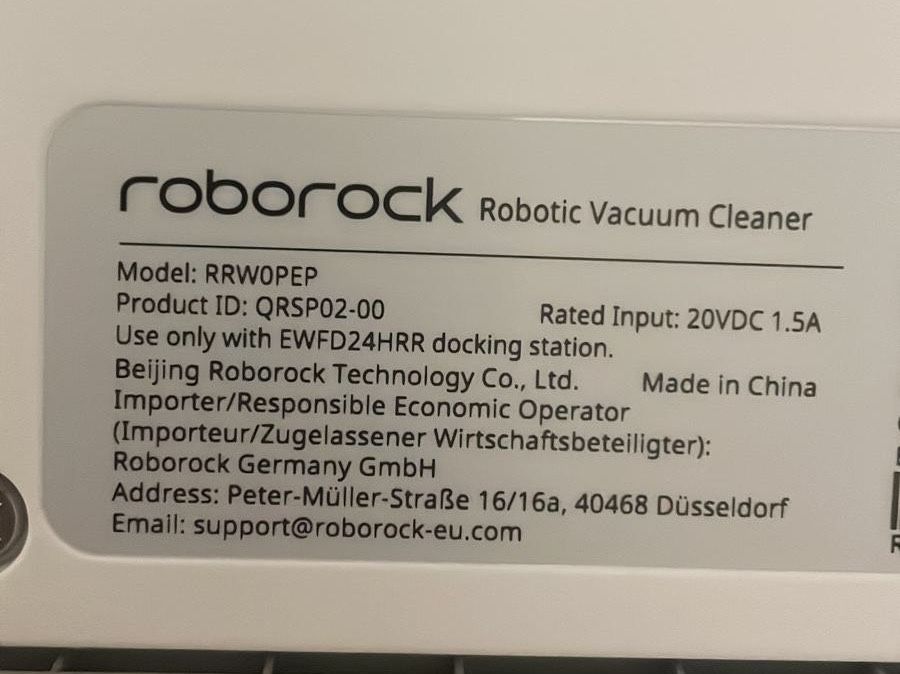 roborock Robotic Vacuum Cleaner
Model: RRW0PEP
Product ID: QRSP02-00 Rated Input: 20VDC 1.5A
Use only with EWFD24HRR docking station.
Beijing Roborock Technology Co., Ltd. Made in China
Importer/Responsible Economic Operator
(Importeur/Zugelassener Wirtschaftsbeteiligter):
Roborock Germany GmbH
Address: Peter-Müller-Straße 16/16a, 40468 Düsseldorf
Email: support@roborock-eu.com